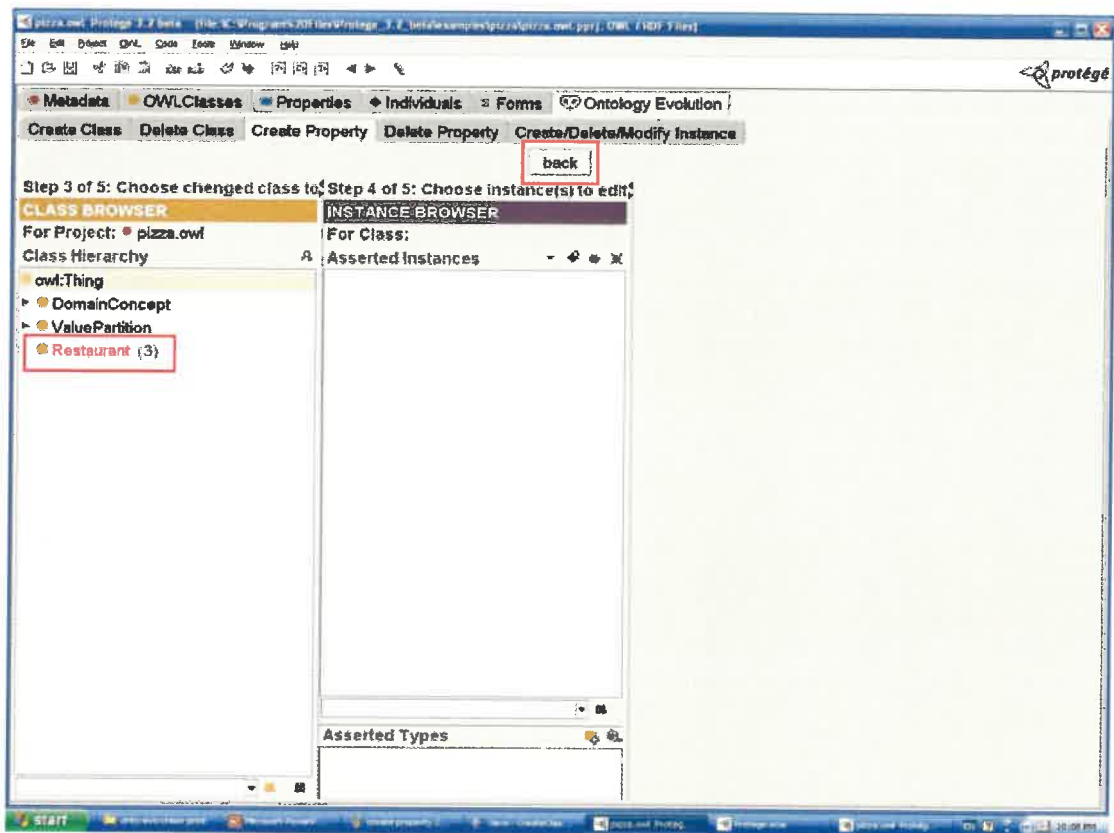 pizza.owl Protégé 3.2 beta
File Edit Project OWL Code Tools Window Help
protégé
Metadata OWLClasses Properties Individuals Forms Ontology Evolution
Create Class Delete Class Create Property Delete Property Create/Delete/Modify Instance
back
Step 3 of 5: Choose chenged class to Step 4 of 5: Choose instance(s) to edit
CLASS BROWSER INSTANCE BROWSER
For Project: pizza.owl For Class:
Class Hierarchy Asserted Instances
owl:Thing
DomainConcept
ValuePartition
Restaurant (3)
Asserted Types
start